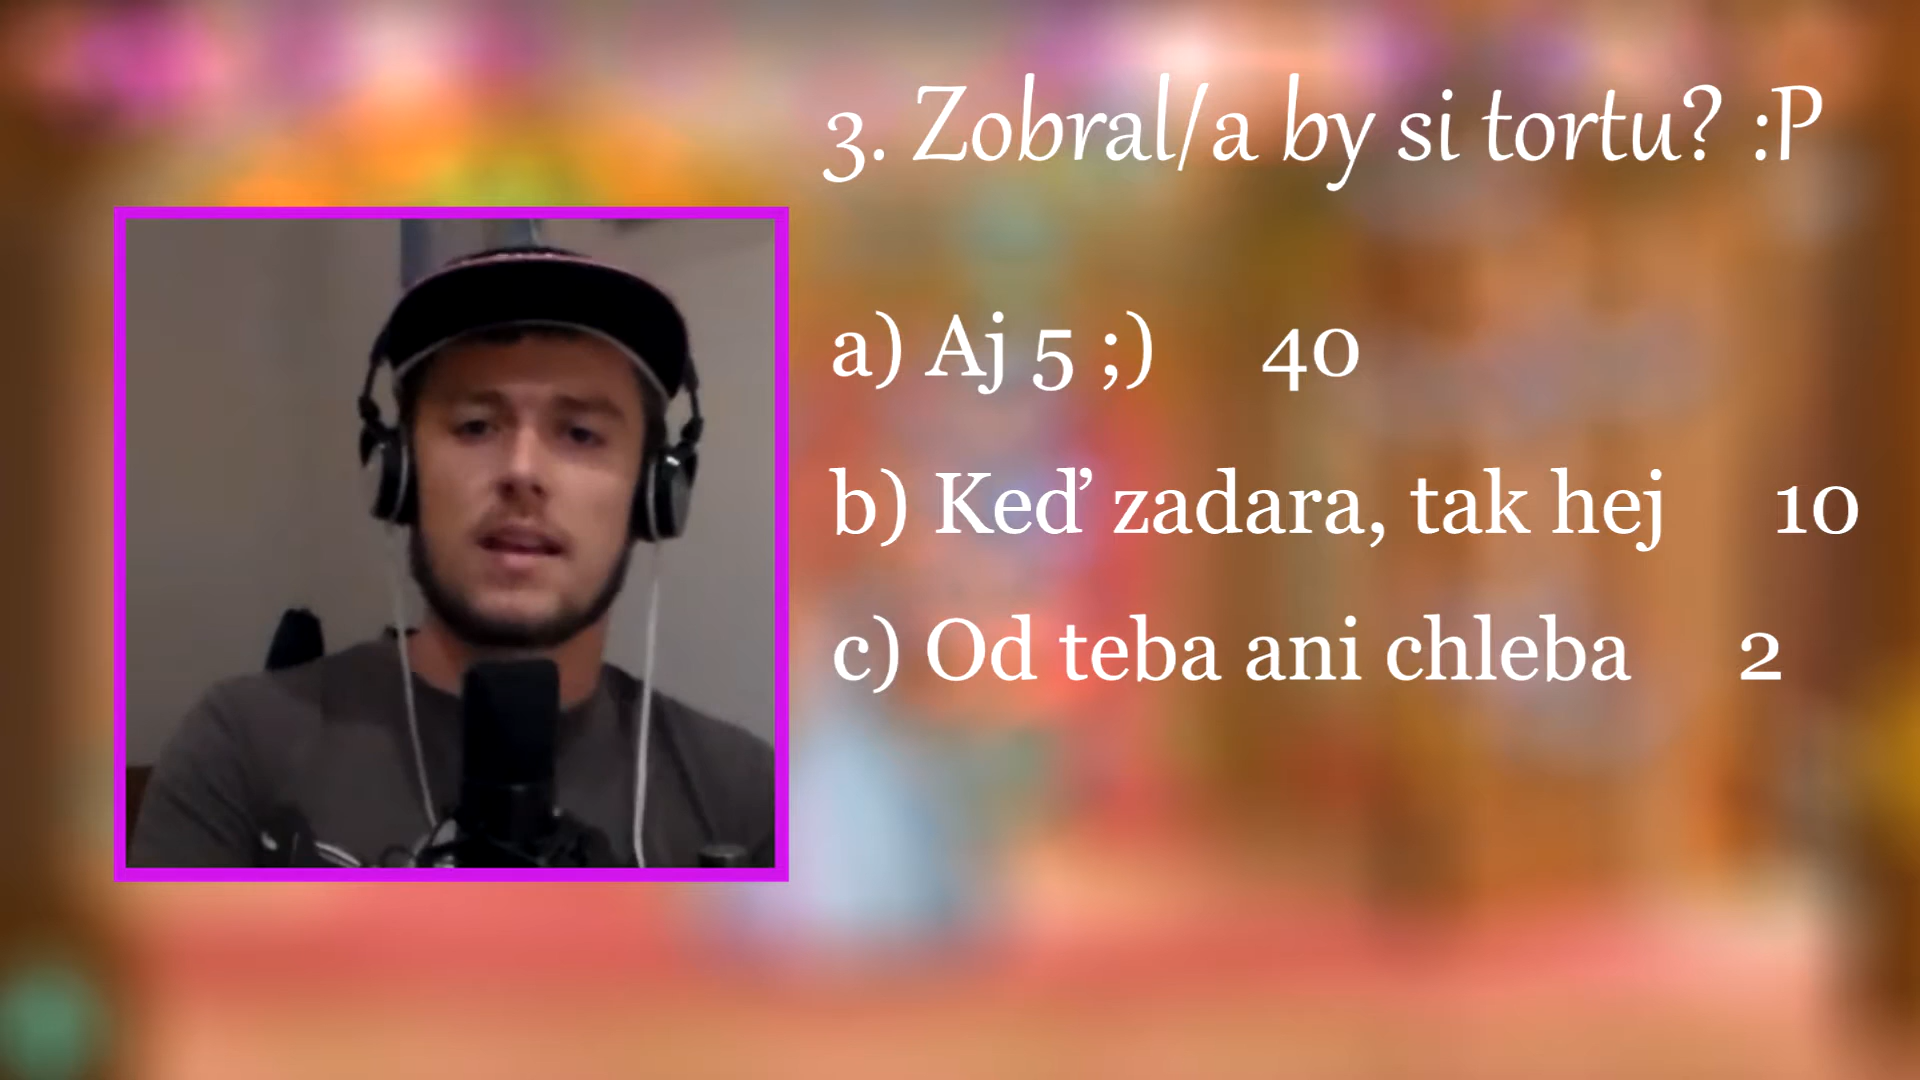 3. Zobral/a by si tortu? :P
a) Aj 5 ;) 40
b) Keď zadara, tak hej 10
c) Od teba ani chleba 2